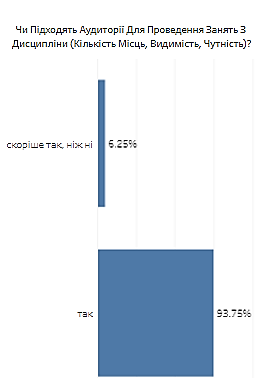 Чи Підходять Аудиторії Для Проведення Занять З
Дисципліни (Кількість Місць, Видимість, Чутність)?
скоріше так, ніж ні
6.25%
так
93.75%